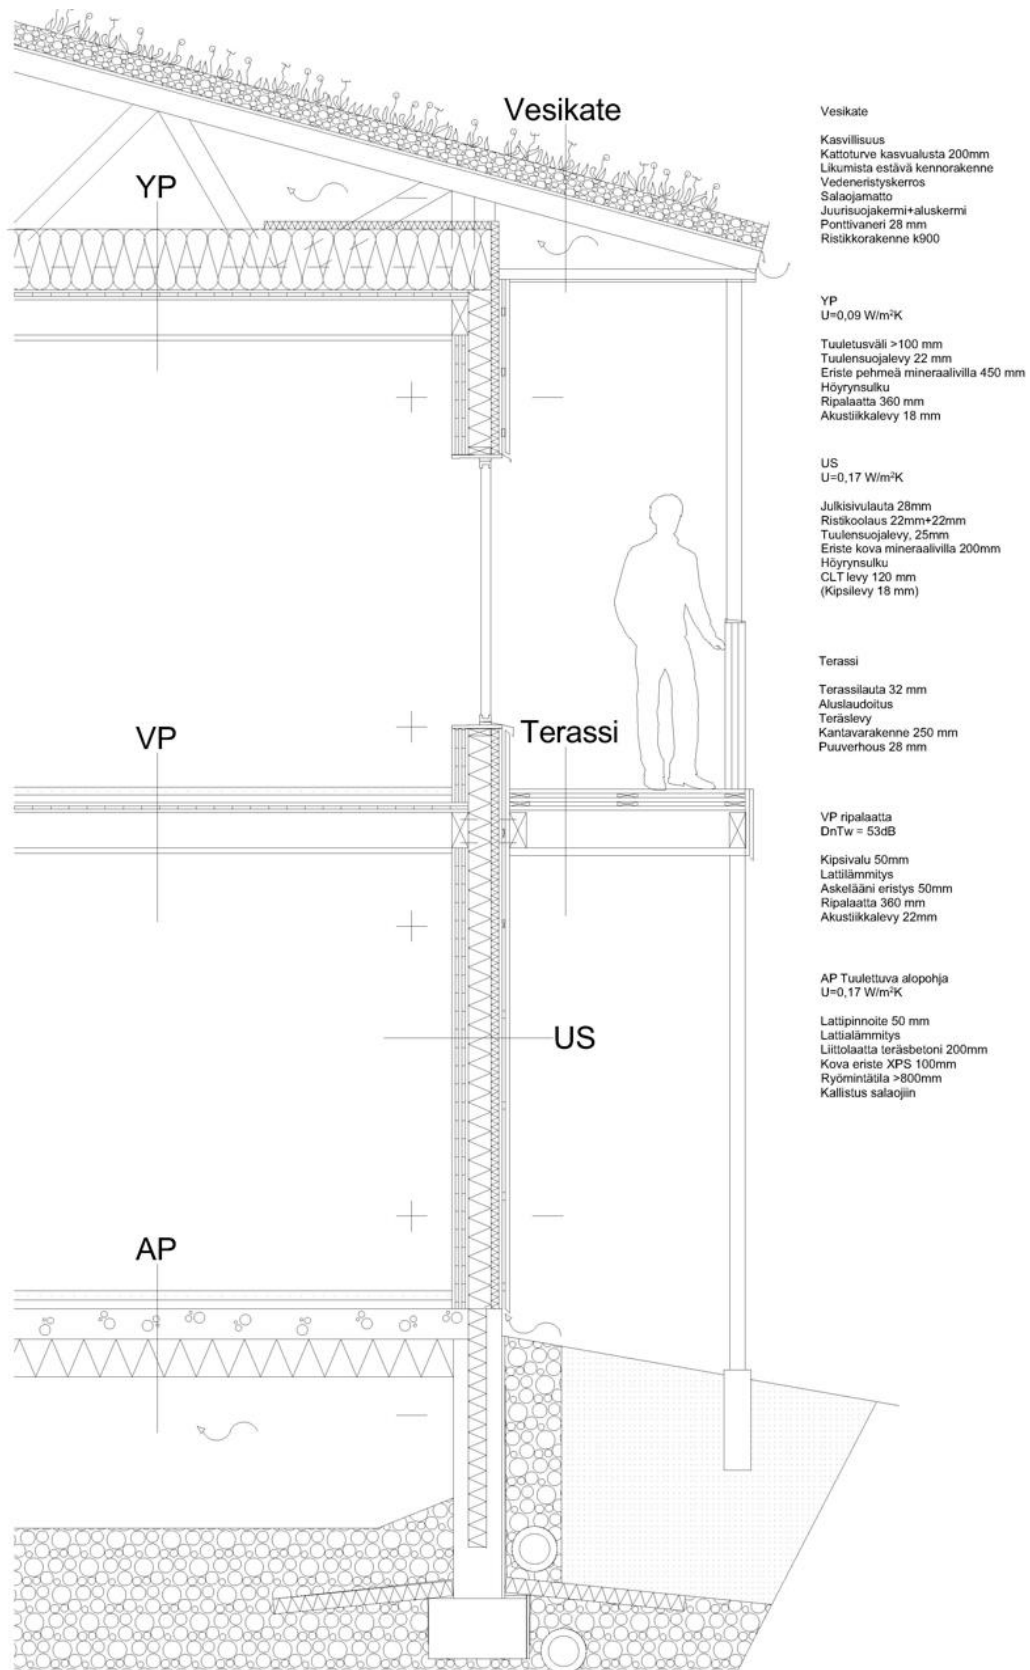 Vesikate
YP
VP
Terassi
US
AP
Vesikate
Kasvillisuus
Kattoturve kasvualusta 200mm
Likumista estävä kennorakenne
Vedeneristyskerros
Salaojamatto
Juurisuojakermi+aluskermi
Ponttivaneri 28 mm
Ristikkorakenne k900
YP
U=0,09 W/m²K
Tuuletusväli >100 mm
Tuulensuojalevy 22 mm
Eriste pehmeä mineraalivilla 450 mm
Höyrynsulku
Ripalaatta 360 mm
Akustiikkalevy 18 mm
US
U=0,17 W/m²K
Julkisivulauta 28mm
Ristikoolaus 22mm+22mm
Tuulensuojalevy, 25mm
Eriste kova mineraalivilla 200mm
Höyrynsulku
CLT levy 120 mm
(Kipsilevy 18 mm)
Terassi
Terassilauta 32 mm
Aluslaudoitus
Teräslevy
Kantavarakenne 250 mm
Puuverhous 28 mm
VP ripalaatta
DnTw = 53dB
Kipsivalu 50mm
Lattilämmitys
Askelääni eristys 50mm
Ripalaatta 360 mm
Akustiikkalevy 22mm
AP Tuulettuva alopohja
U=0,17 W/m²K
Lattipinnoite 50 mm
Lattialämmitys
Liittolaatta teräsbetoni 200mm
Kova eriste XPS 100mm
Ryömintätila >800mm
Kallistus salaojiin